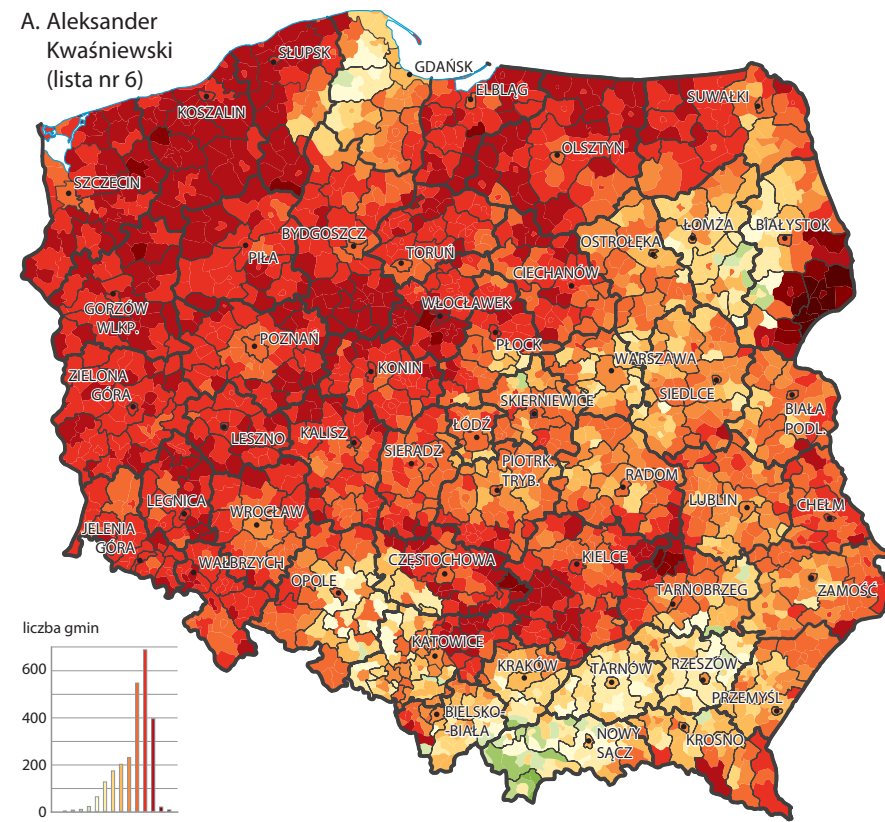 A. Aleksander
Kwaśniewski
(lista nr 6)
SŁUPSK
GDAŃSK
KOSZALIN
ELBLĄG
SUWAŁKI
OLSZTYN
SZCZECIN
BYDGOSZCZ
PIŁA
TORUŃ
OSTROŁĘKA
ŁOMŻA
BIAŁYSTOK
CIECHANÓW
GORZÓW
WLKP.
WŁOCŁAWEK
POZNAŃ
PŁOCK
WARSZAWA
ZIELONA
GÓRA
KONIN
SKIERNIEWICE
SIEDLCE
BIAŁA
PODL.
LESZNO
KALISZ
ŁÓDŹ
SIERADZ
PIOTRK.
TRYB.
RADOM
LEGNICA
WROCŁAW
LUBLIN
CHEŁM
JELENIA
GÓRA
WAŁBRZYCH
OPOLE
CZĘSTOCHOWA
KIELCE
TARNOBRZEG
ZAMOŚĆ
KATOWICE
KRAKÓW
TARNÓW
RZESZÓW
PRZEMYŚL
BIELSKO-
BIAŁA
NOWY
SĄCZ
KROSNO
liczba gmin
600
400
200
0